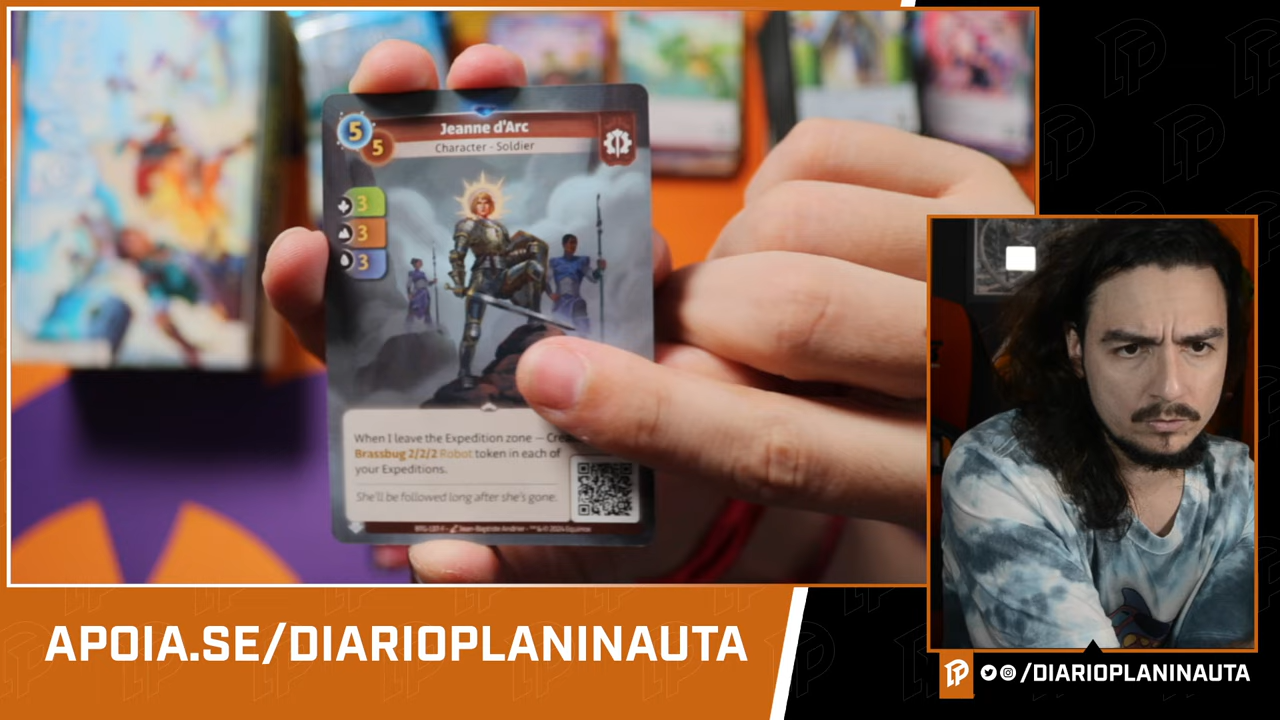 5
5
Jeanne d'Arc
Character - Soldier
3
3
3
When I leave the Expedition zone — Crea
Brassbug 2/2/2 Robot token in each of
your Expeditions.
She'll be followed long after she's gone.
APOIA.SE/DIARIOPLANINAUTA
/DIARIOPLANINAUTA